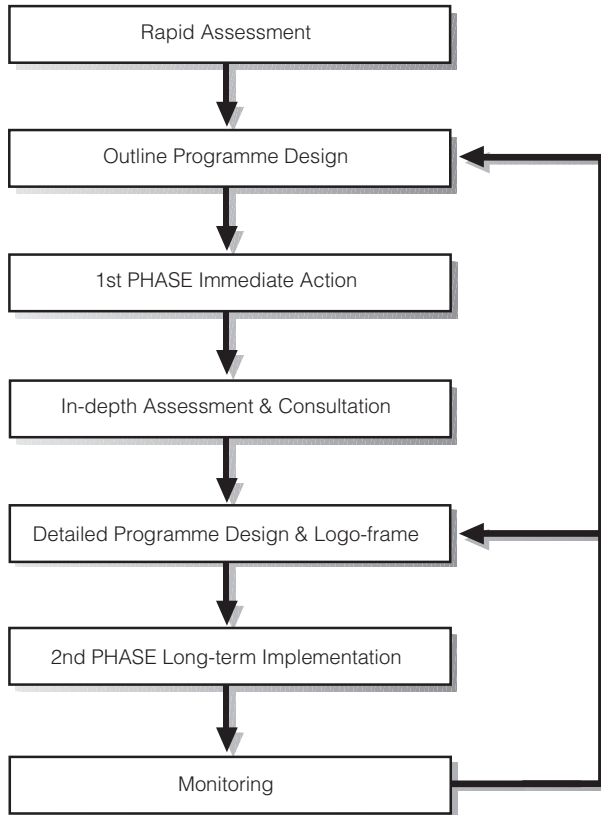 Rapid Assessment
Outline Programme Design
1st PHASE Immediate Action
In-depth Assessment & Consultation
Detailed Programme Design & Logo-frame
2nd PHASE Long-term Implementation
Monitoring